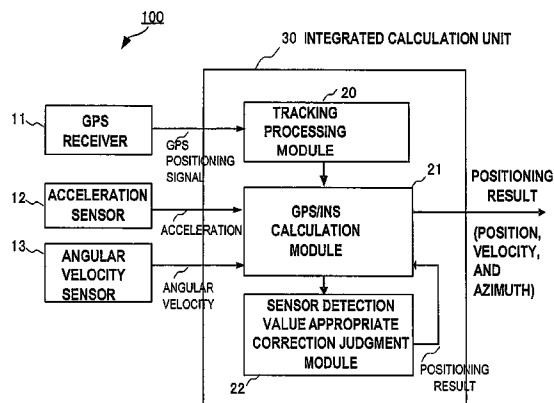 100
30 INTEGRATED CALCULATION UNIT
11
GPS
RECEIVER
GPS
POSITIONING
SIGNAL
20
TRACKING
PROCESSING
MODULE
12
ACCELERATION
SENSOR
ACCELERATION
21
GPS/INS
CALCULATION
MODULE
POSITIONING
RESULT
(POSITION,
VELOCITY,
AND
AZIMUTH)
13
ANGULAR
VELOCITY
SENSOR
ANGULAR
VELOCITY
SENSOR DETECTION
VALUE APPROPRIATE
CORRECTION JUDGMENT
MODULE
22
POSITIONING
RESULT